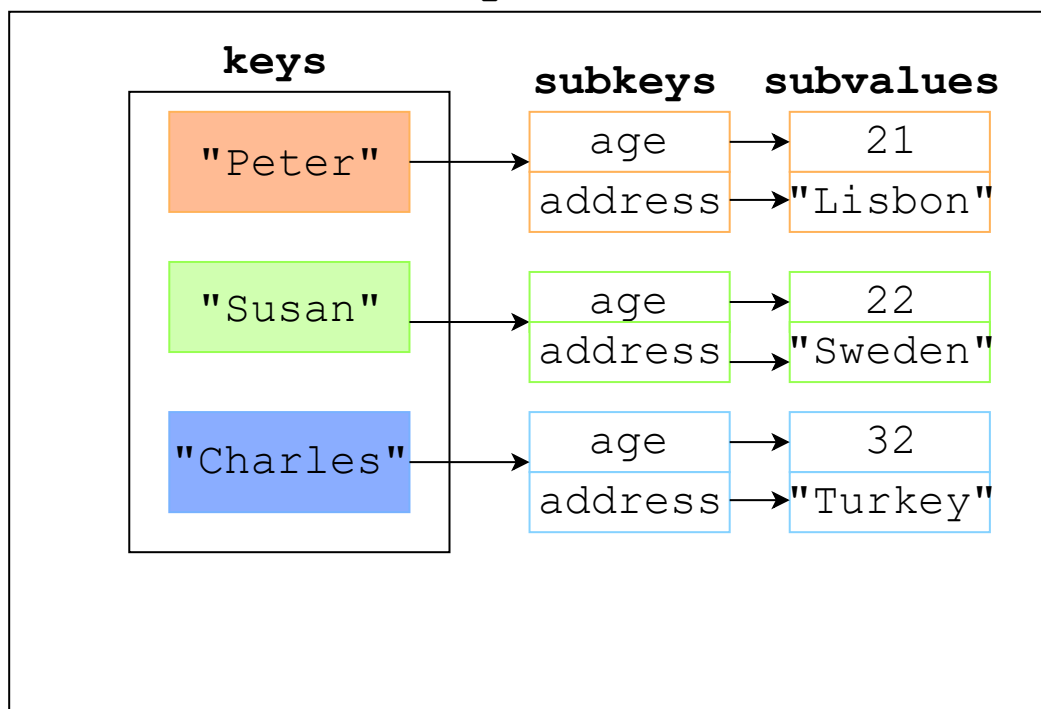 keys
subkeys subvalues
"Peter" age 21
address "Lisbon"
"Susan" age 22
address "Sweden"
"Charles" age 32
address "Turkey"